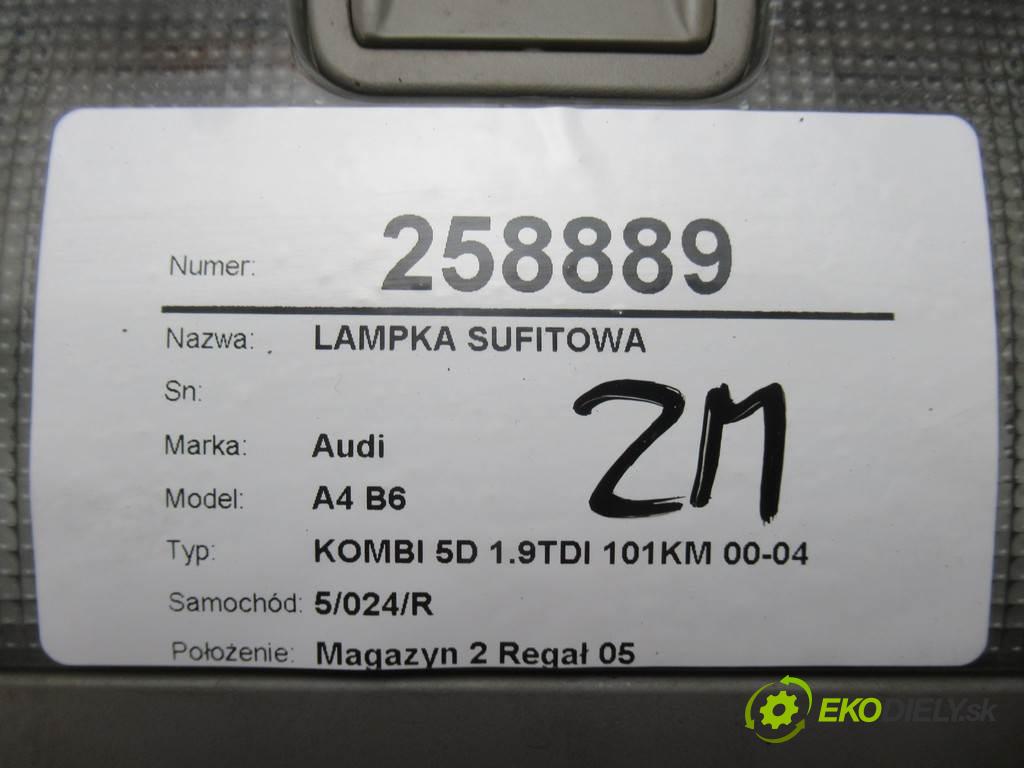 Numer: 258889
Nazwa: LAMPKA SUFITOWA
Sn:
Marka: Audi
ZM
Model: A4 B6
Typ: KOMBI 5D 1.9TDI 101KM 00-04
Samochód: 5/024/R
Położenie: Magazyn 2 Regał 05
EKODIELY.sk